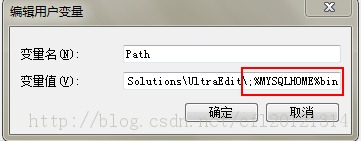 编辑用户变量
变量名(N): Path
变量值(V): Solutions\UltraEdit\;%MYSQLHOME%bin
确定 取消
http://blog.csdn.net/cfl20121314